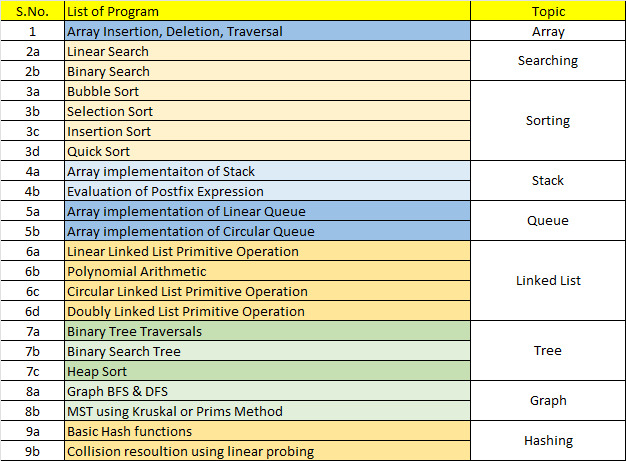 S.No. List of Program Topic
1 Array Insertion, Deletion, Traversal Array
2a Linear Search Searching
2b Binary Search
3a Bubble Sort Sorting
3b Selection Sort
3c Insertion Sort
3d Quick Sort
4a Array implementaiton of Stack Stack
4b Evaluation of Postfix Expression
5a Array implementation of Linear Queue Queue
5b Array implementation of Circular Queue
6a Linear Linked List Primitive Operation Linked List
6b Polynomial Arithmetic
6c Circular Linked List Primitive Operation
6d Doubly Linked List Primitive Operation
7a Binary Tree Traversals Tree
7b Binary Search Tree
7c Heap Sort
8a Graph BFS & DFS Graph
8b MST using Kruskal or Prims Method
9a Basic Hash functions Hashing
9b Collision resoultion using linear probing